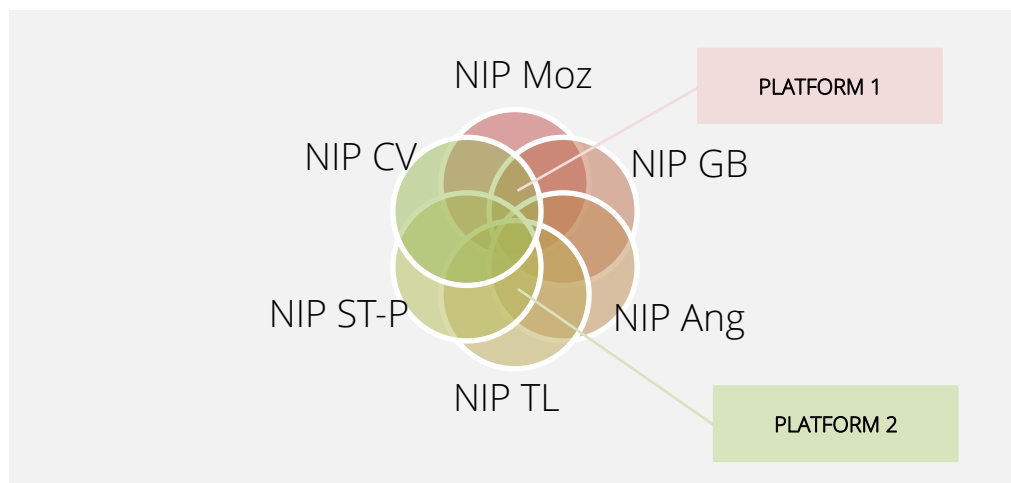 NIP Moz
PLATFORM 1
NIP CV
NIP GB
NIP ST-P
NIP Ang
NIP TL
PLATFORM 2